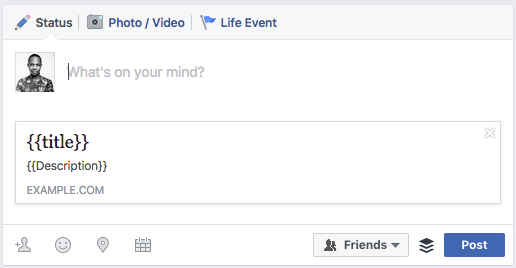 Status Photo / Video Life Event
What's on your mind?
{{title}}
{{Description}}
EXAMPLE.COM
Friends Post